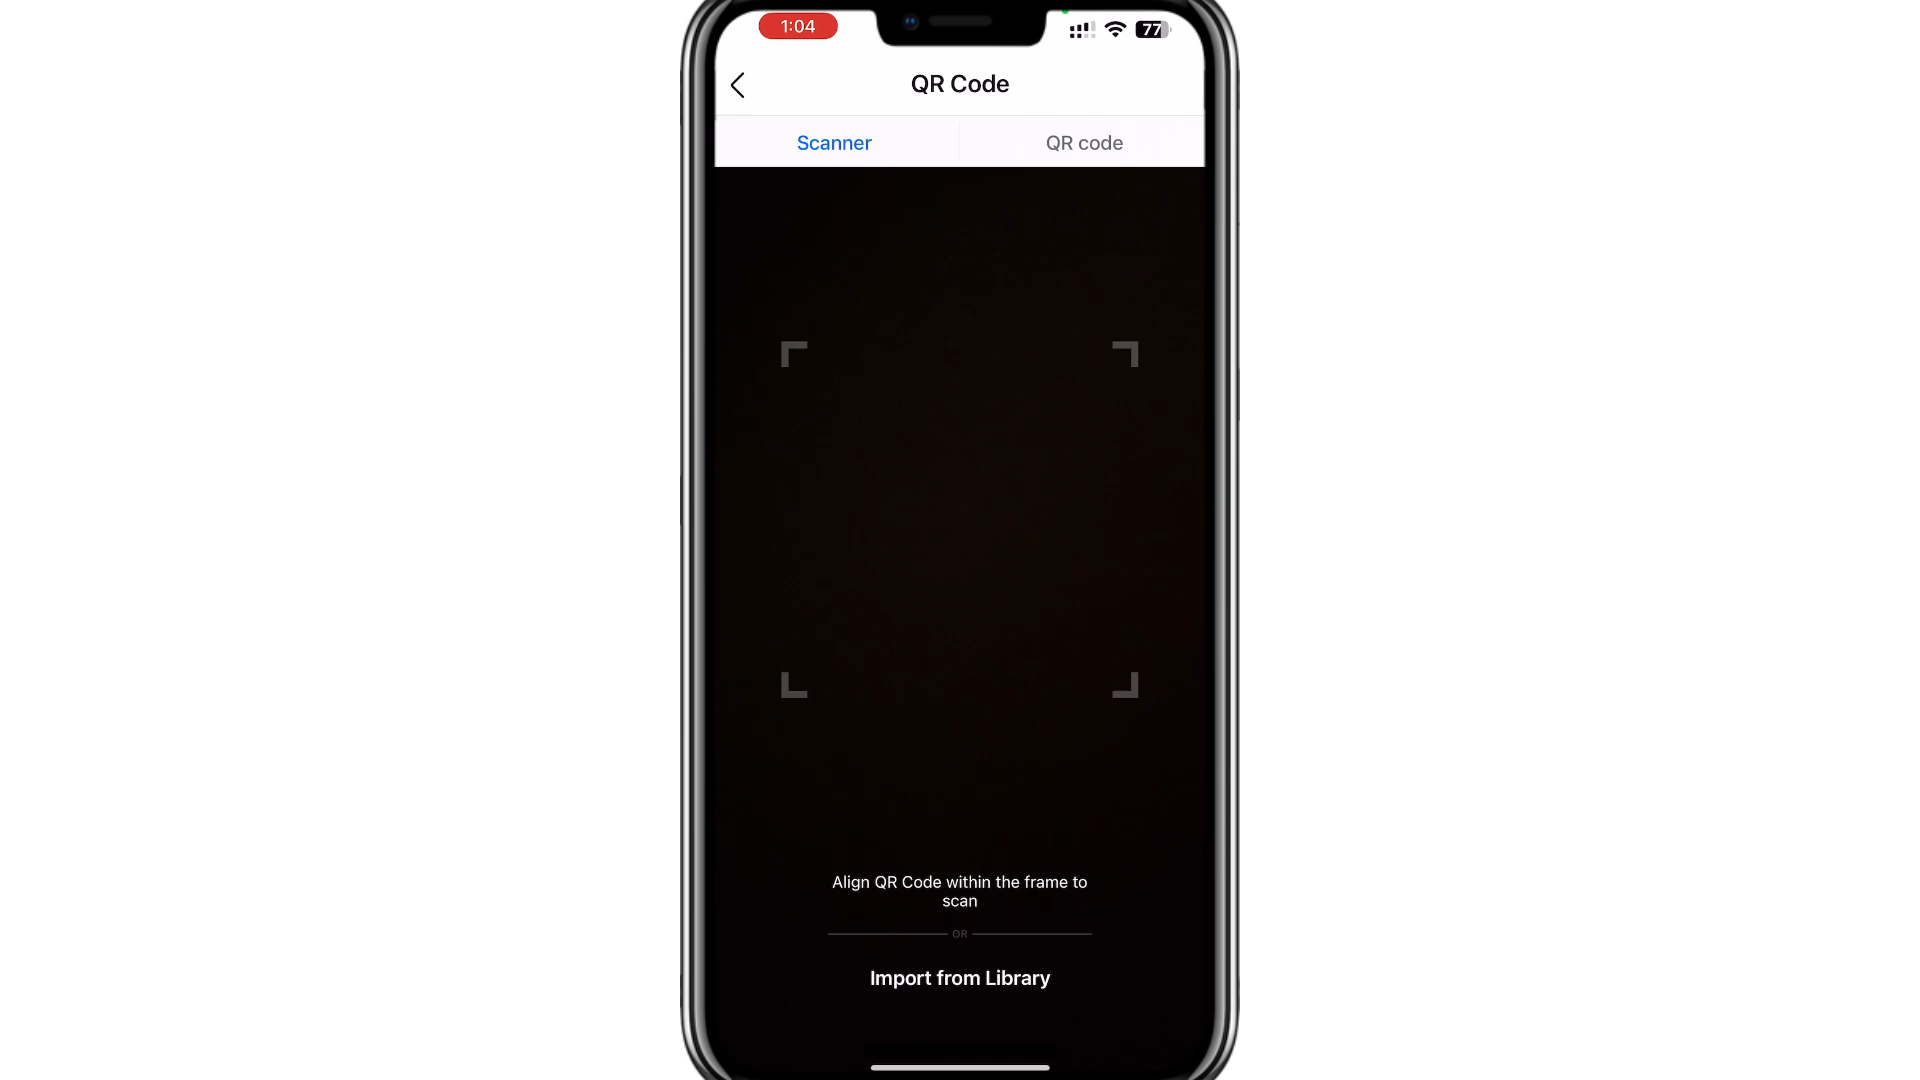 1:04
77
QR Code
Scanner
QR code
Align QR Code within the frame to
scan
OR
Import from Library